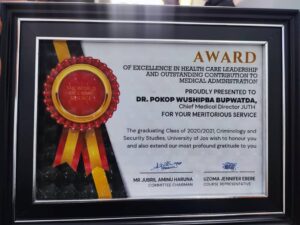 AWARD
OF EXCELLENCE IN HEALTH CARE LEADERSHIP
AND OUTSTANDING CONTRIBUTION TO
MEDICAL ADMINISTRATION
PROUDLY PRESENTED TO
DR. POKOP WUSHIPBA BUPWATDA,
Chief Medical Director JUTH
FOR YOUR MERITORIOUS SERVICE
The graduating Class of 2020/2021, Criminology and
Security Studies, University of Jos wish to honour you
and also extend our most profound gratitude to you
MR JUBRIL AMINU HARUNA
COMMITTEE CHAIRMAN
UZOMA JENNIFER EBERE
COURSE REPRESENTATIVE